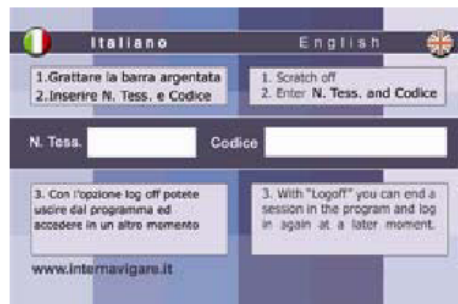 Italiano
English
1.Grattare la barra argentata
2.Inserire N. Tess. e Codice
1. Scratch off
2. Enter N. Tess. and Codice
N. Tess.
Codice
3. Con l'opzione log off potete
uscire dal programma ed
accedere in un altro momento
3. With "Logoff" you can end a
session in the program and log
in again at a later moment.
www.internavigare.it